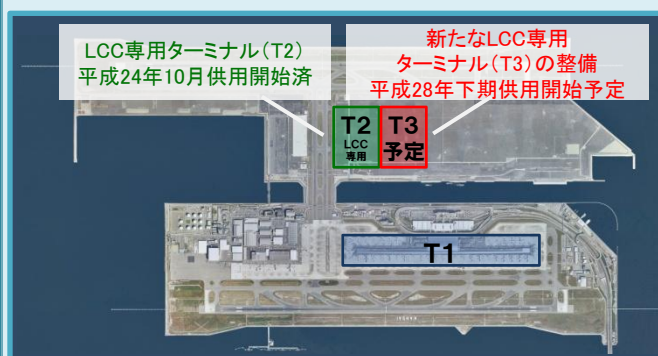 LCC専用ターミナル（T2）
平成24年10月供用開始済
新たなLCC専用
ターミナル（T3）の整備
平成28年下期供用開始予定
T2
LCC
専用
T3
予定
T1